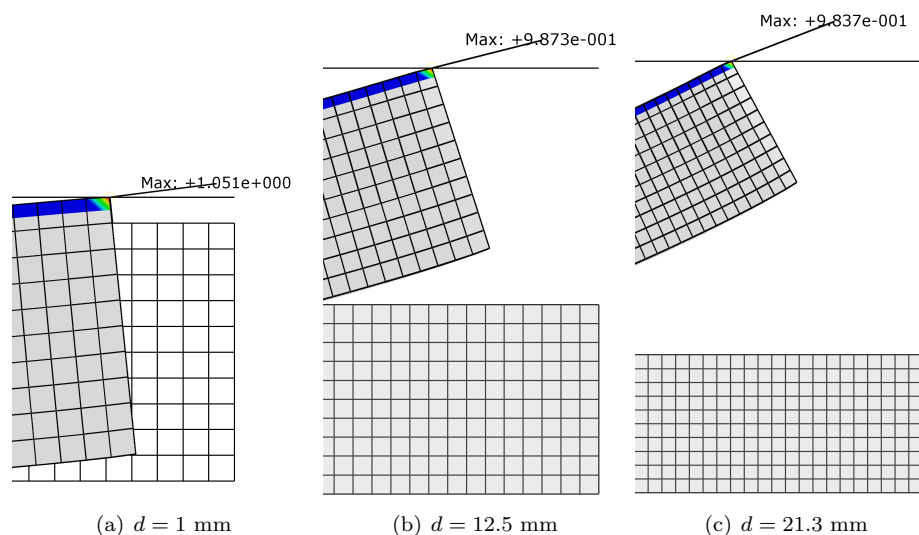 Max: +9.873e-001
Max: +9.837e-001
Max: +1.051e+000
(a) d = 1 mm
(b) d = 12.5 mm
(c) d = 21.3 mm